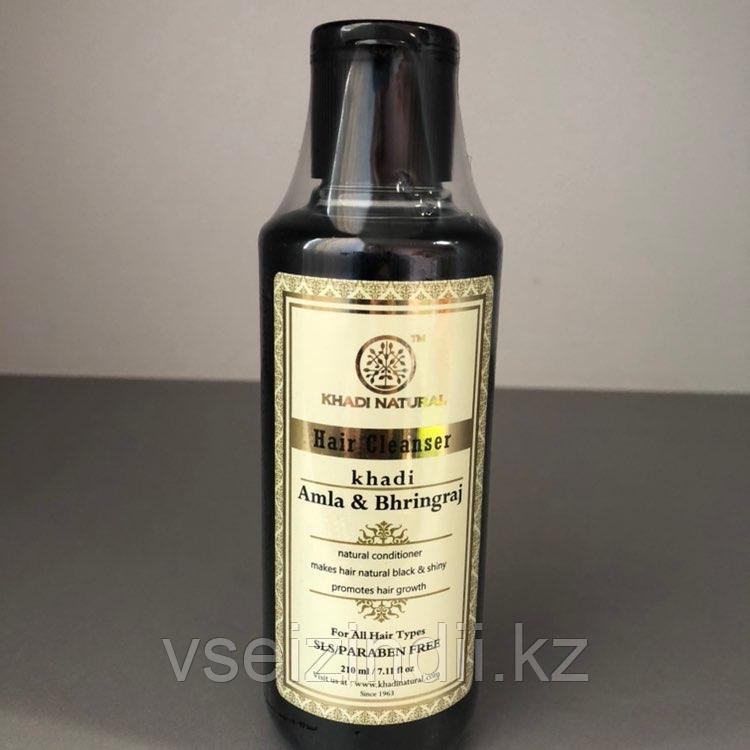 TM
KHADI NATURAL
Hair Cleanser
khadi
Amla & Bhringraj
natural conditioner
makes hair natural black & shiny
promotes hair growth
For All Hair Types
SLS/PARABEN FREE
210 ml / 7.11 fl oz
Visit us at : www.khadinatural.com
Since 1963
vseizindii.kz